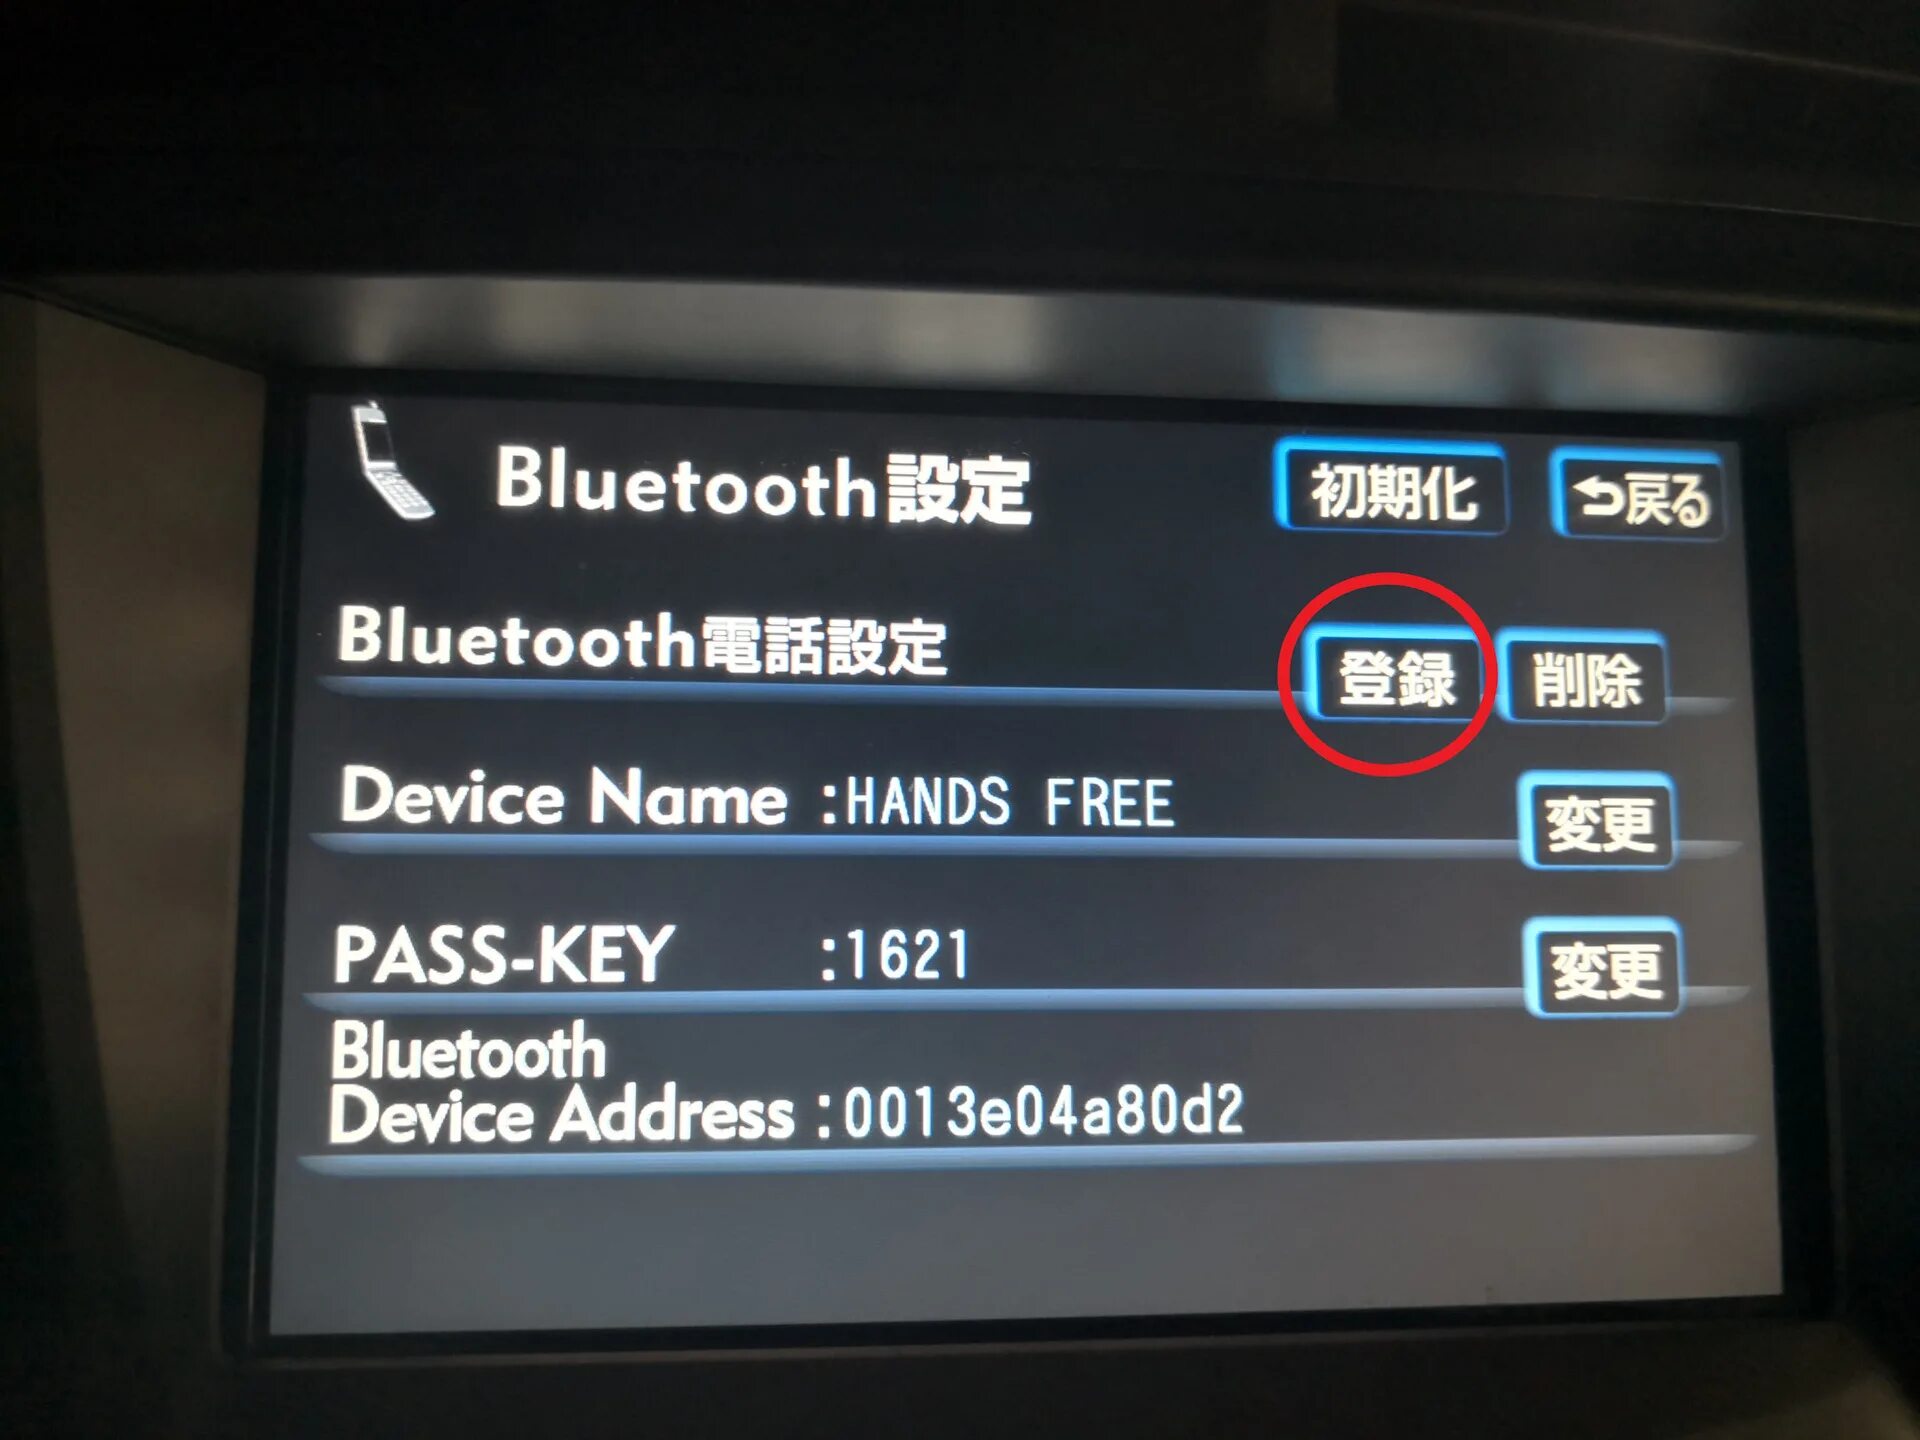 Bluetooth設定 初期化 戻る
Bluetooth電話設定 登録 削除
Device Name :HANDS FREE 変更
PASS-KEY :1621 変更
Bluetooth
Device Address :0013e04a80d2